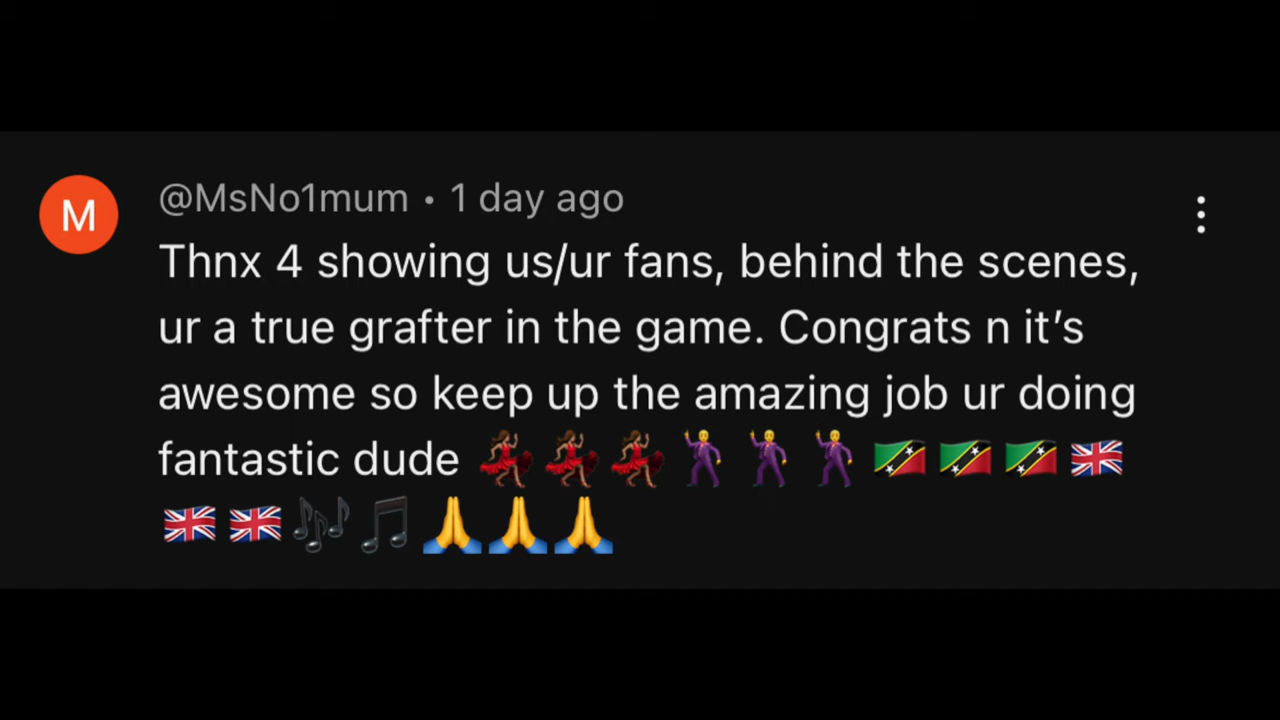 M
@MsNo1mum • 1 day ago
Thnx 4 showing us/ur fans, behind the scenes,
ur a true grafter in the game. Congrats n it’s
awesome so keep up the amazing job ur doing
fantastic dude 💃🏽💃🏽💃🏽🕺🕺🕺🇰🇳🇰🇳🇰🇳🇬🇧
🇬🇧🇬🇧🎶🎵🙏🙏🙏